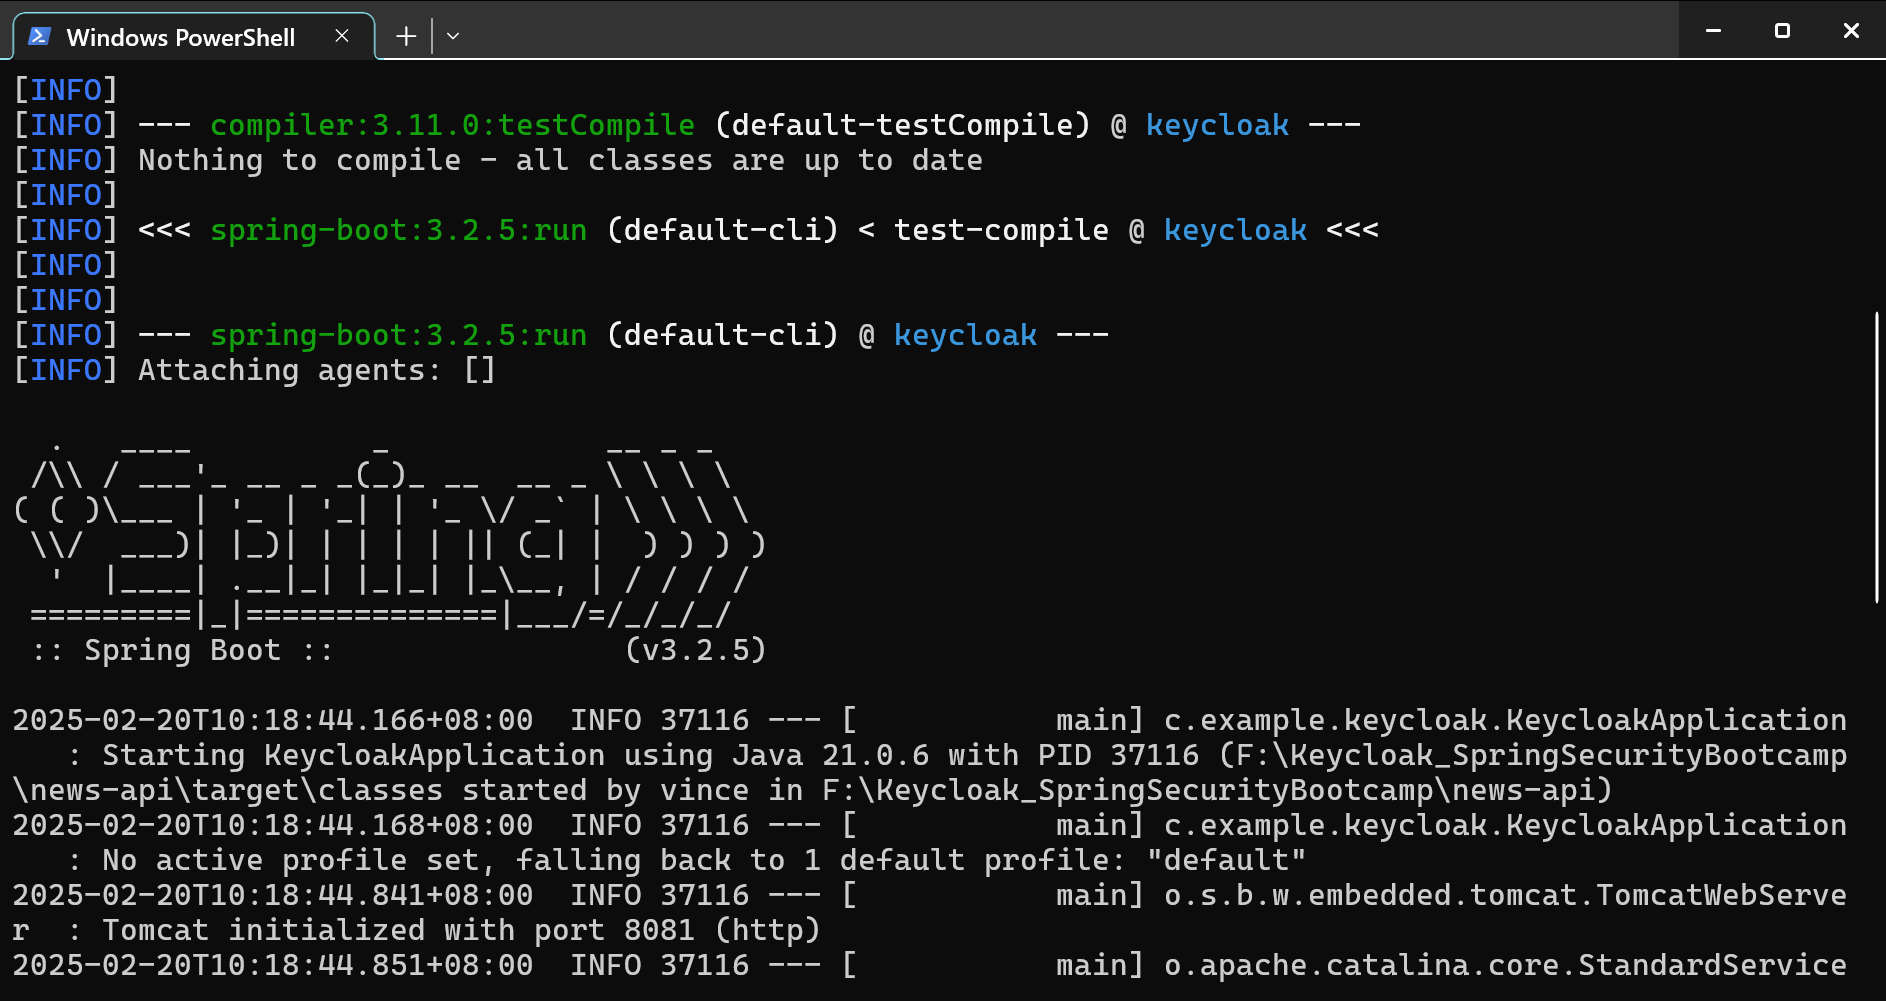 Windows PowerShell
[INFO]
[INFO] --- compiler:3.11.0:testCompile (default-testCompile) @ keycloak ---
[INFO] Nothing to compile - all classes are up to date
[INFO]
[INFO] <<< spring-boot:3.2.5:run (default-cli) < test-compile @ keycloak <<<
[INFO]
[INFO]
[INFO] --- spring-boot:3.2.5:run (default-cli) @ keycloak ---
[INFO] Attaching agents: []
  .   ____          _            __ _ _
 /\\ / ___'_ __ _ _(_)_ __  __ _ \ \ \ \
( ( )\___ | '_ | '_| | '_ \/ _` | \ \ \ \
 \\/  ___)| |_)| | | | | || (_| |  ) ) ) )
  '  |____| .__|_| |_|_| |_\__, | / / / /
 =========|_|==============|___/=/_/_/_/
 :: Spring Boot ::                (v3.2.5)
2025-02-20T10:18:44.166+08:00  INFO 37116 --- [           main] c.example.keycloak.KeycloakApplication
   : Starting KeycloakApplication using Java 21.0.6 with PID 37116 (F:\Keycloak_SpringSecurityBootcamp
\news-api\target\classes started by vince in F:\Keycloak_SpringSecurityBootcamp\news-api)
2025-02-20T10:18:44.168+08:00  INFO 37116 --- [           main] c.example.keycloak.KeycloakApplication
   : No active profile set, falling back to 1 default profile: "default"
2025-02-20T10:18:44.841+08:00  INFO 37116 --- [           main] o.s.b.w.embedded.tomcat.TomcatWebServe
r  : Tomcat initialized with port 8081 (http)
2025-02-20T10:18:44.851+08:00  INFO 37116 --- [           main] o.apache.catalina.core.StandardService